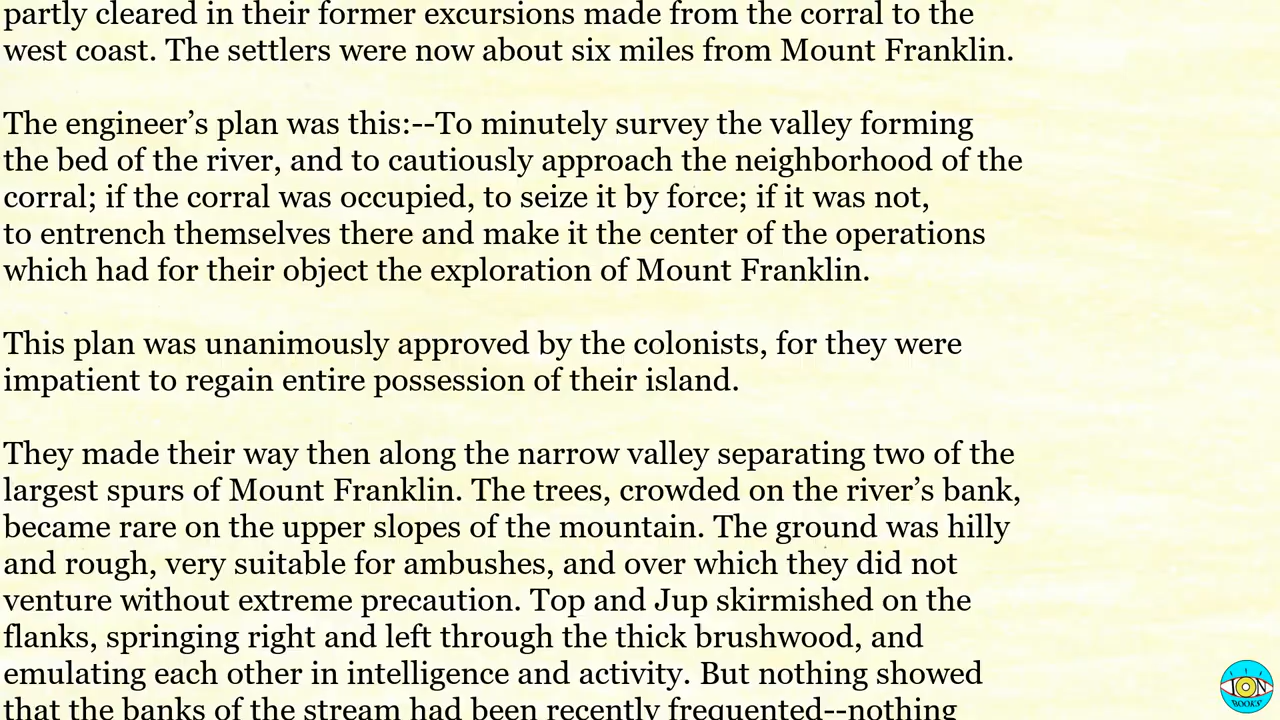 partly cleared in their former excursions made from the corral to the
west coast. The settlers were now about six miles from Mount Franklin.
The engineer’s plan was this:--To minutely survey the valley forming
the bed of the river, and to cautiously approach the neighborhood of the
corral; if the corral was occupied, to seize it by force; if it was not,
to entrench themselves there and make it the center of the operations
which had for their object the exploration of Mount Franklin.
This plan was unanimously approved by the colonists, for they were
impatient to regain entire possession of their island.
They made their way then along the narrow valley separating two of the
largest spurs of Mount Franklin. The trees, crowded on the river’s bank,
became rare on the upper slopes of the mountain. The ground was hilly
and rough, very suitable for ambushes, and over which they did not
venture without extreme precaution. Top and Jup skirmished on the
flanks, springing right and left through the thick brushwood, and
emulating each other in intelligence and activity. But nothing showed
that the banks of the stream had been recently frequented--nothing
ION
BOOKS